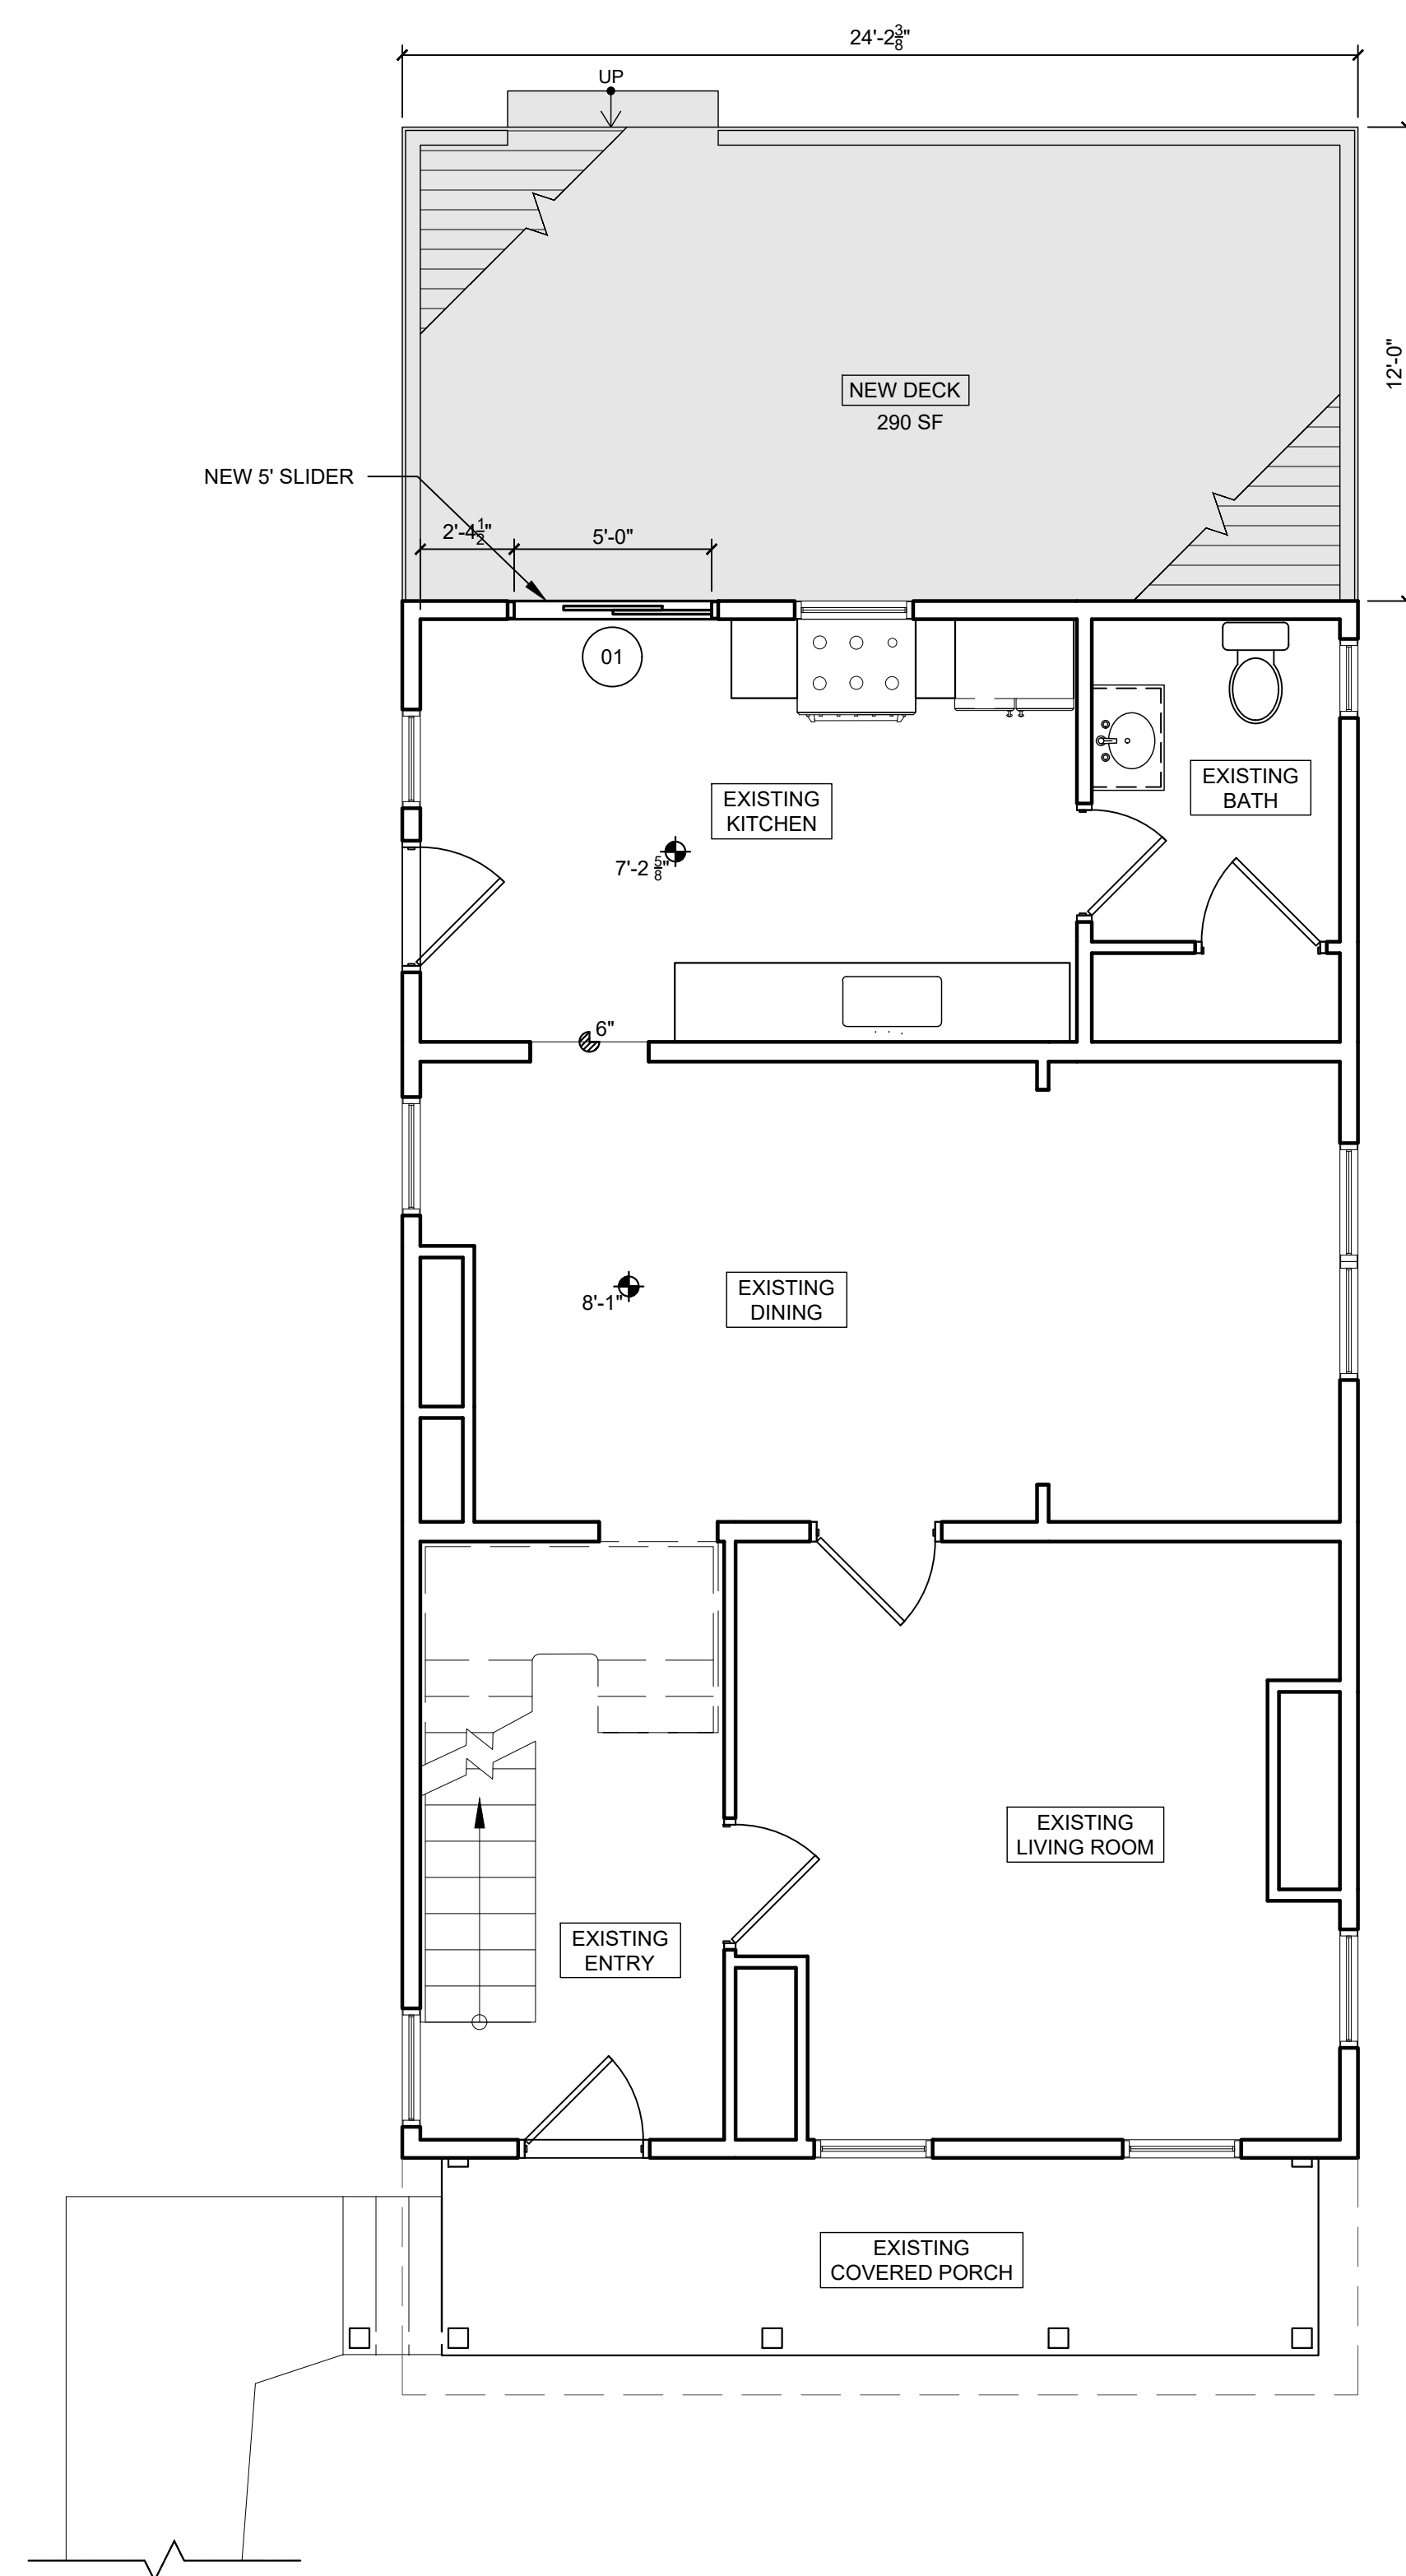 24'-2 3/8"
UP
12'-0"
NEW DECK
290 SF
NEW 5' SLIDER
2'-4 1/2"
5'-0"
01
EXISTING
BATH
EXISTING
KITCHEN
7'-2 5/8"
6"
EXISTING
DINING
8'-1"
EXISTING
LIVING ROOM
EXISTING
ENTRY
EXISTING
COVERED PORCH